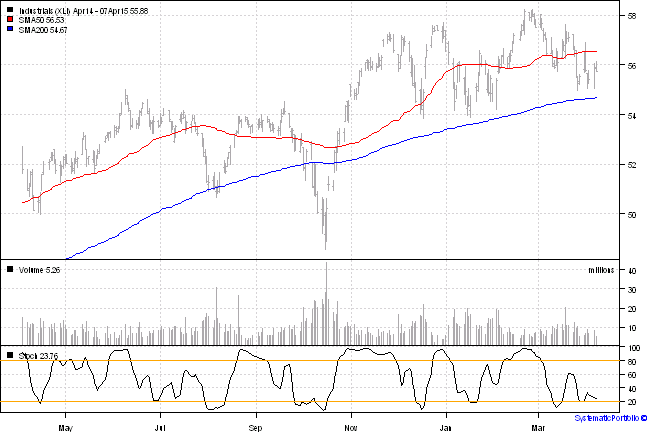 Industrials (XLI) Apr14 - 07Apr15 55.88
SMA50 56.53
SMA200 54.67
58
56
54
52
50
Volume 5.26
millions
40
30
20
10
Stoch 23.76
100
80
60
40
20
May
Jul
Sep
Nov
Jan
Mar
SystematicPortfolio ©